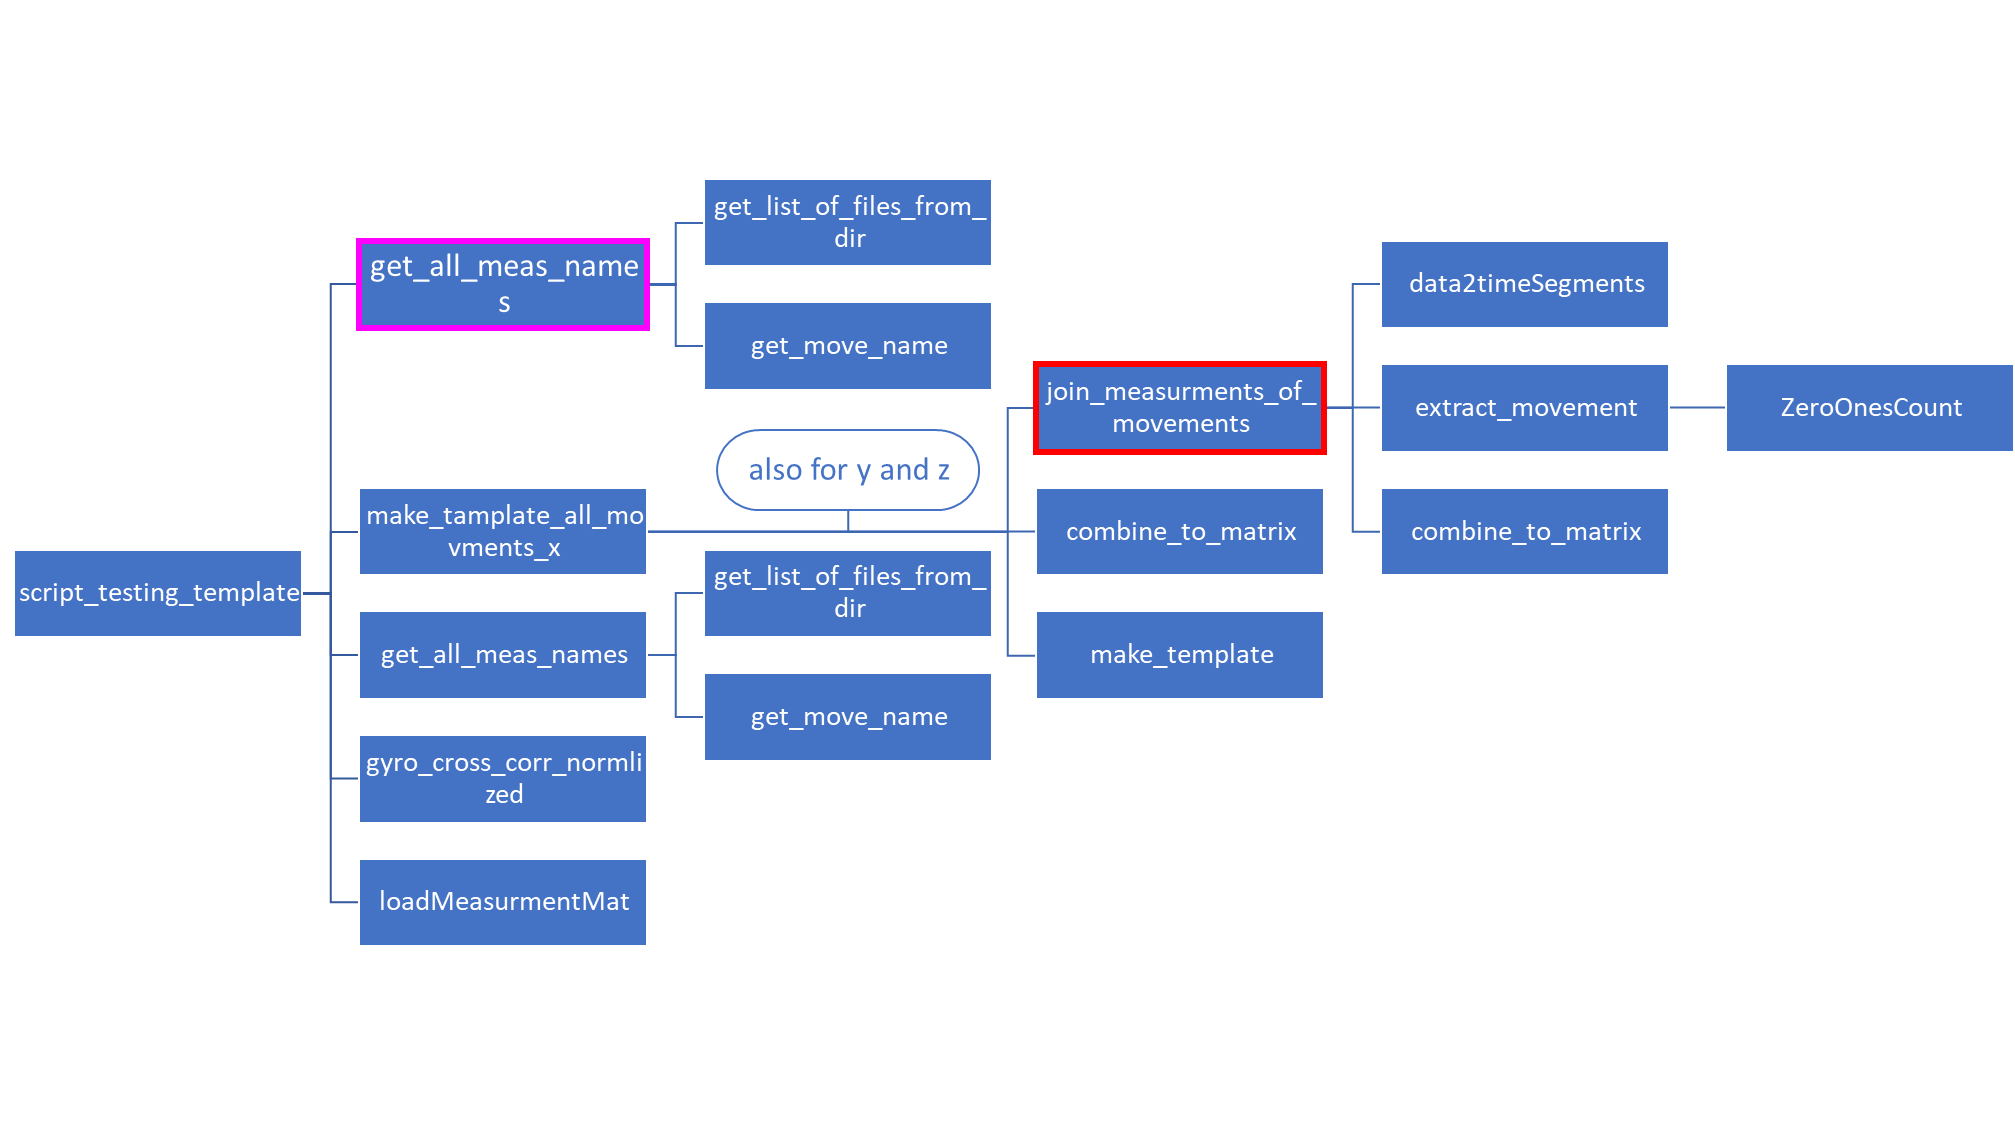 get_list_of_files_from_
dir
get_all_meas_name
s
get_move_name
data2timeSegments
join_measurments_of_
movements
extract_movement
ZeroOnesCount
also for y and z
make_tamplate_all_mo
vments_x
combine_to_matrix
combine_to_matrix
script_testing_template
get_list_of_files_from_
dir
get_all_meas_names
make_template
get_move_name
gyro_cross_corr_normli
zed
loadMeasurmentMat